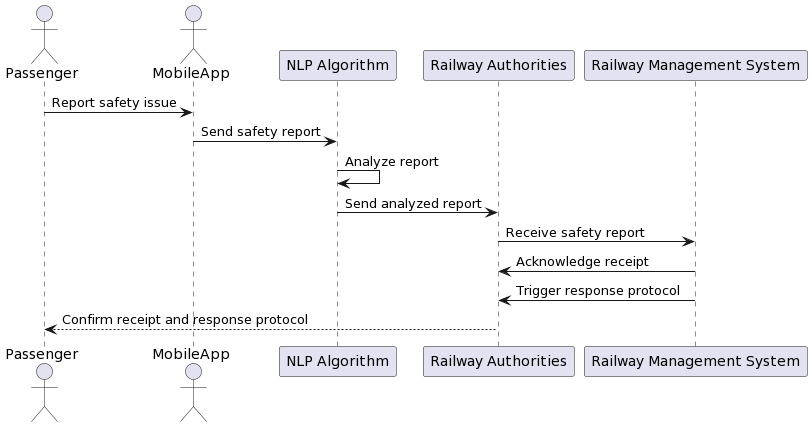 Passenger
MobileApp
NLP Algorithm
Railway Authorities
Railway Management System
Report safety issue
Send safety report
Analyze report
Send analyzed report
Receive safety report
Acknowledge receipt
Trigger response protocol
Confirm receipt and response protocol
Passenger
MobileApp
NLP Algorithm
Railway Authorities
Railway Management System